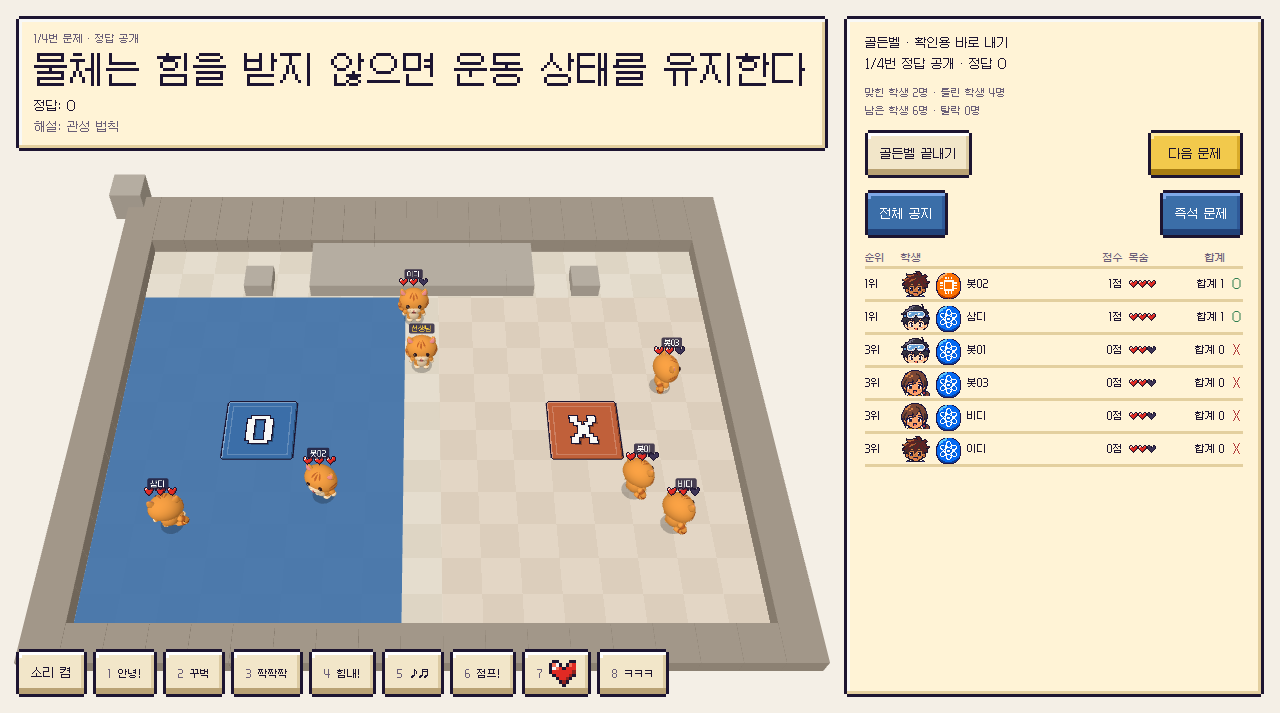 1/4번 문제 · 정답 공개
물체는 힘을 받지 않으면 운동 상태를 유지한다
정답: O
해설: 관성 법칙
이디
선생님
봇03
O
X
봇02
봇01
삼디
비디
소리 켬
1 안녕!
2 꾸벅
3 짝짝짝
4 힘내!
5 ♪♬
6 점프!
7
8 ㅋㅋㅋ
골든벨 · 확인용 바로 내기
1/4번 정답 공개 · 정답 O
맞힌 학생 2명 · 틀린 학생 4명
남은 학생 6명 · 탈락 0명
골든벨 끝내기
다음 문제
전체 공지
즉석 문제
순위 학생 점수 목숨 합계
1위 봇02 1점 합계 1 O
1위 삼디 1점 합계 1 O
3위 봇01 0점 합계 0 X
3위 봇03 0점 합계 0 X
3위 비디 0점 합계 0 X
3위 이디 0점 합계 0 X